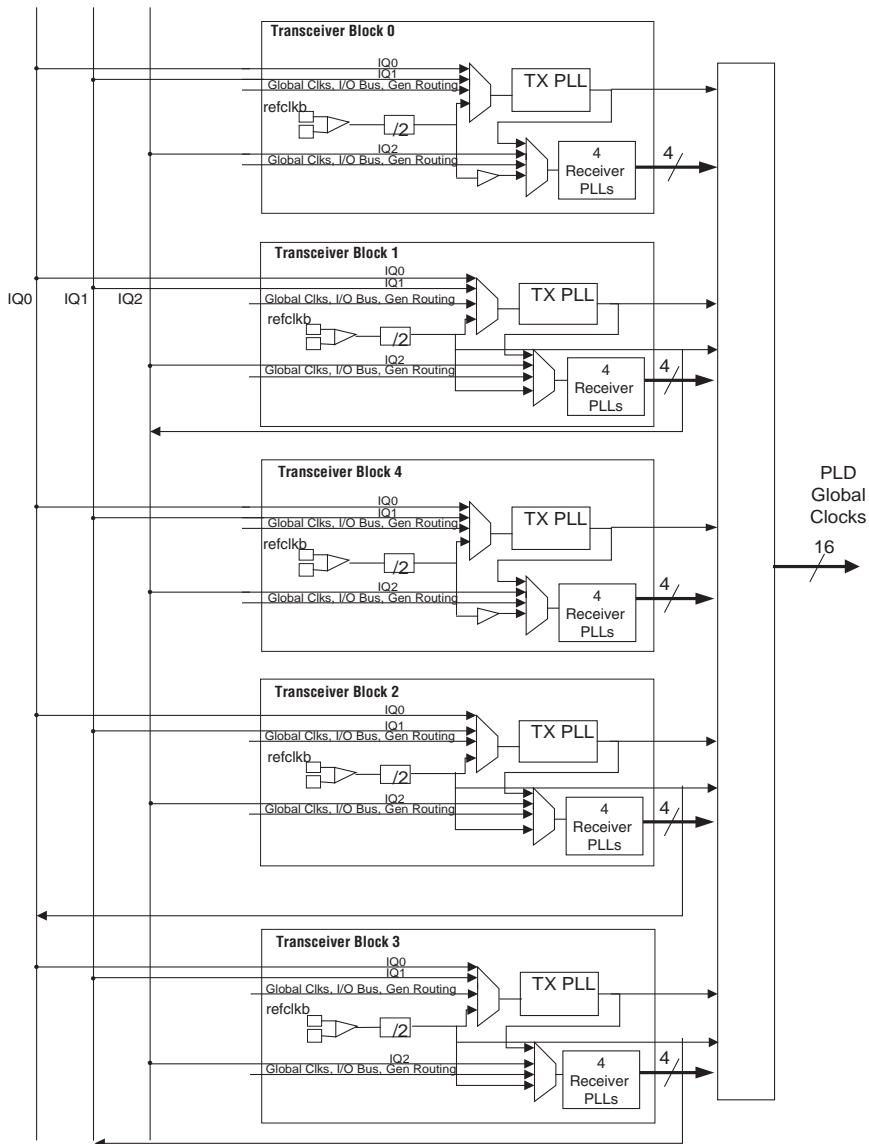 Transceiver Block 0
IQ0
IQ1
Global Clks, I/O Bus, Gen Routing
TX PLL
refclkb
/2
IQ2
Global Clks, I/O Bus, Gen Routing
4
Receiver
PLLs
4
Transceiver Block 1
IQ0
IQ1
IQ2
IQ0
IQ1
Global Clks, I/O Bus, Gen Routing
TX PLL
refclkb
/2
IQ2
Global Clks, I/O Bus, Gen Routing
4
Receiver
PLLs
4
Transceiver Block 4
IQ0
IQ1
Global Clks, I/O Bus, Gen Routing
TX PLL
refclkb
/2
IQ2
Global Clks, I/O Bus, Gen Routing
4
Receiver
PLLs
4
PLD
Global
Clocks
16
Transceiver Block 2
IQ0
IQ1
Global Clks, I/O Bus, Gen Routing
TX PLL
refclkb
/2
IQ2
Global Clks, I/O Bus, Gen Routing
4
Receiver
PLLs
4
Transceiver Block 3
IQ0
IQ1
Global Clks, I/O Bus, Gen Routing
TX PLL
refclkb
/2
IQ2
Global Clks, I/O Bus, Gen Routing
4
Receiver
PLLs
4